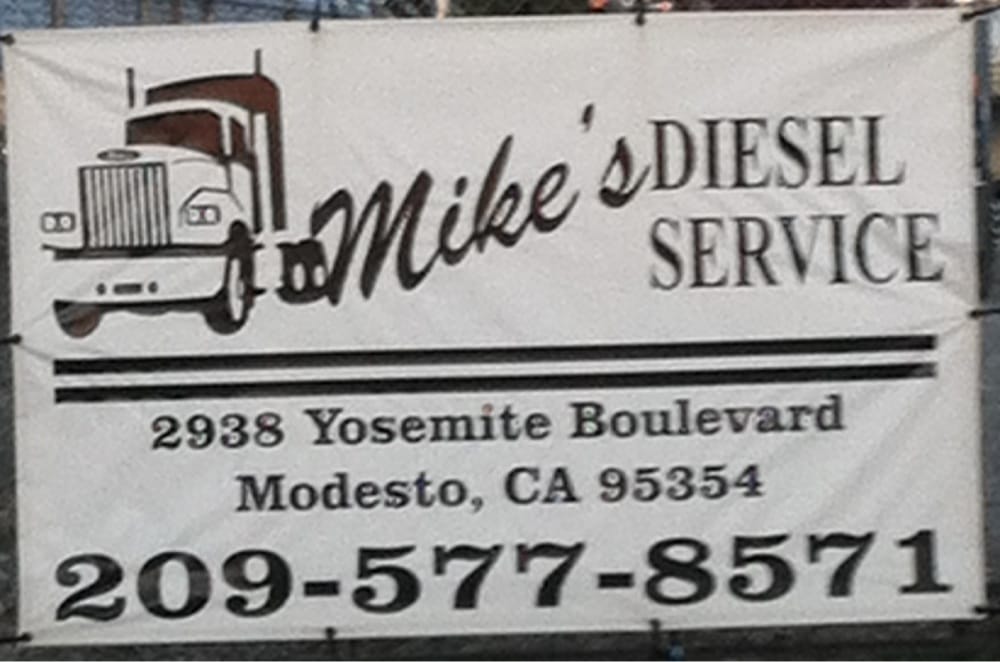 Mike's DIESEL
SERVICE
2938 Yosemite Boulevard
Modesto, CA 95354
209-577-8571